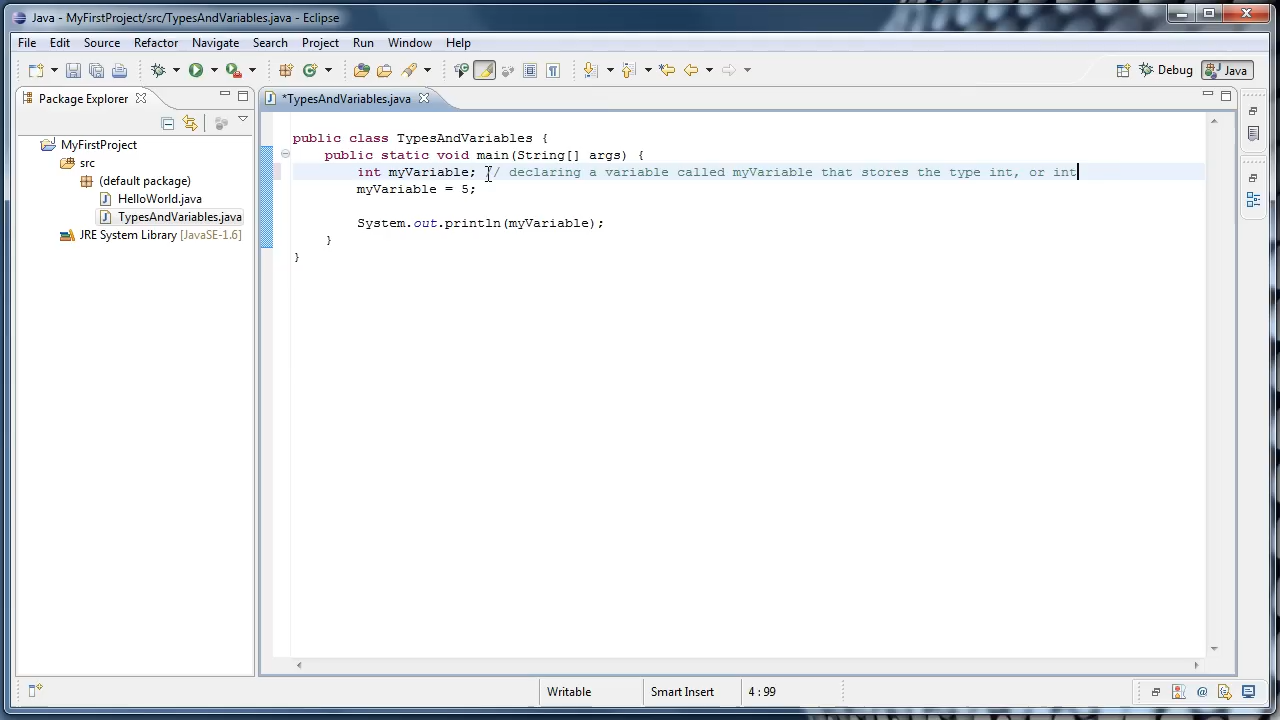 Java - MyFirstProject/src/TypesAndVariables.java - Eclipse
File Edit Source Refactor Navigate Search Project Run Window Help
Debug Java
Package Explorer
*TypesAndVariables.java
MyFirstProject
src
(default package)
HelloWorld.java
TypesAndVariables.java
JRE System Library [JavaSE-1.6]
public class TypesAndVariables {
public static void main(String[] args) {
int myVariable; // declaring a variable called myVariable that stores the type int, or int
myVariable = 5;
System.out.println(myVariable);
}
}
Writable Smart Insert 4 : 99